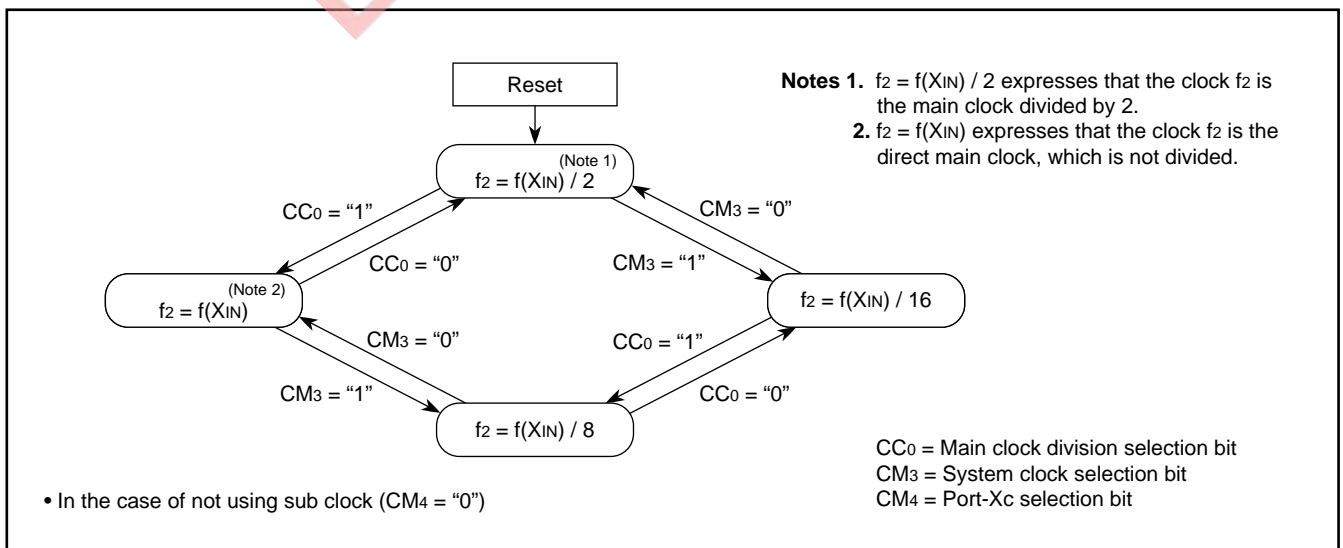 Reset
Notes 1. f2 = f(XIN) / 2 expresses that the clock f2 is
the main clock divided by 2.
2. f2 = f(XIN) expresses that the clock f2 is the
direct main clock, which is not divided.
(Note 1)
f2 = f(XIN) / 2
CC0 = “1”
CC0 = “0”
CM3 = “0”
CM3 = “1”
(Note 2)
f2 = f(XIN)
f2 = f(XIN) / 16
CM3 = “0”
CM3 = “1”
CC0 = “1”
CC0 = “0”
f2 = f(XIN) / 8
CC0 = Main clock division selection bit
CM3 = System clock selection bit
CM4 = Port-Xc selection bit
• In the case of not using sub clock (CM4 = “0”)